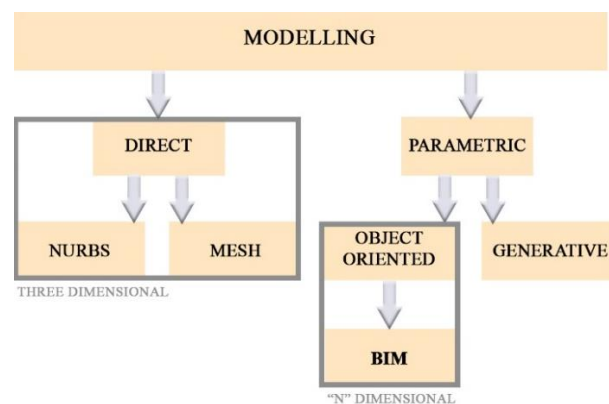 MODELLING
DIRECT
PARAMETRIC
NURBS
MESH
OBJECT
ORIENTED
GENERATIVE
THREE DIMENSIONAL
BIM
“N” DIMENSIONAL